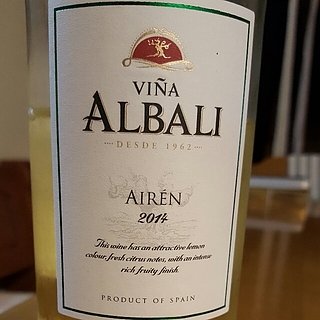 VIÑA
ALBALI
DESDE 1962
AIRÉN
2014
This wine has an attractive lemon
colour, fresh citrus notes, with an intense
rich fruity finish.
PRODUCT OF SPAIN